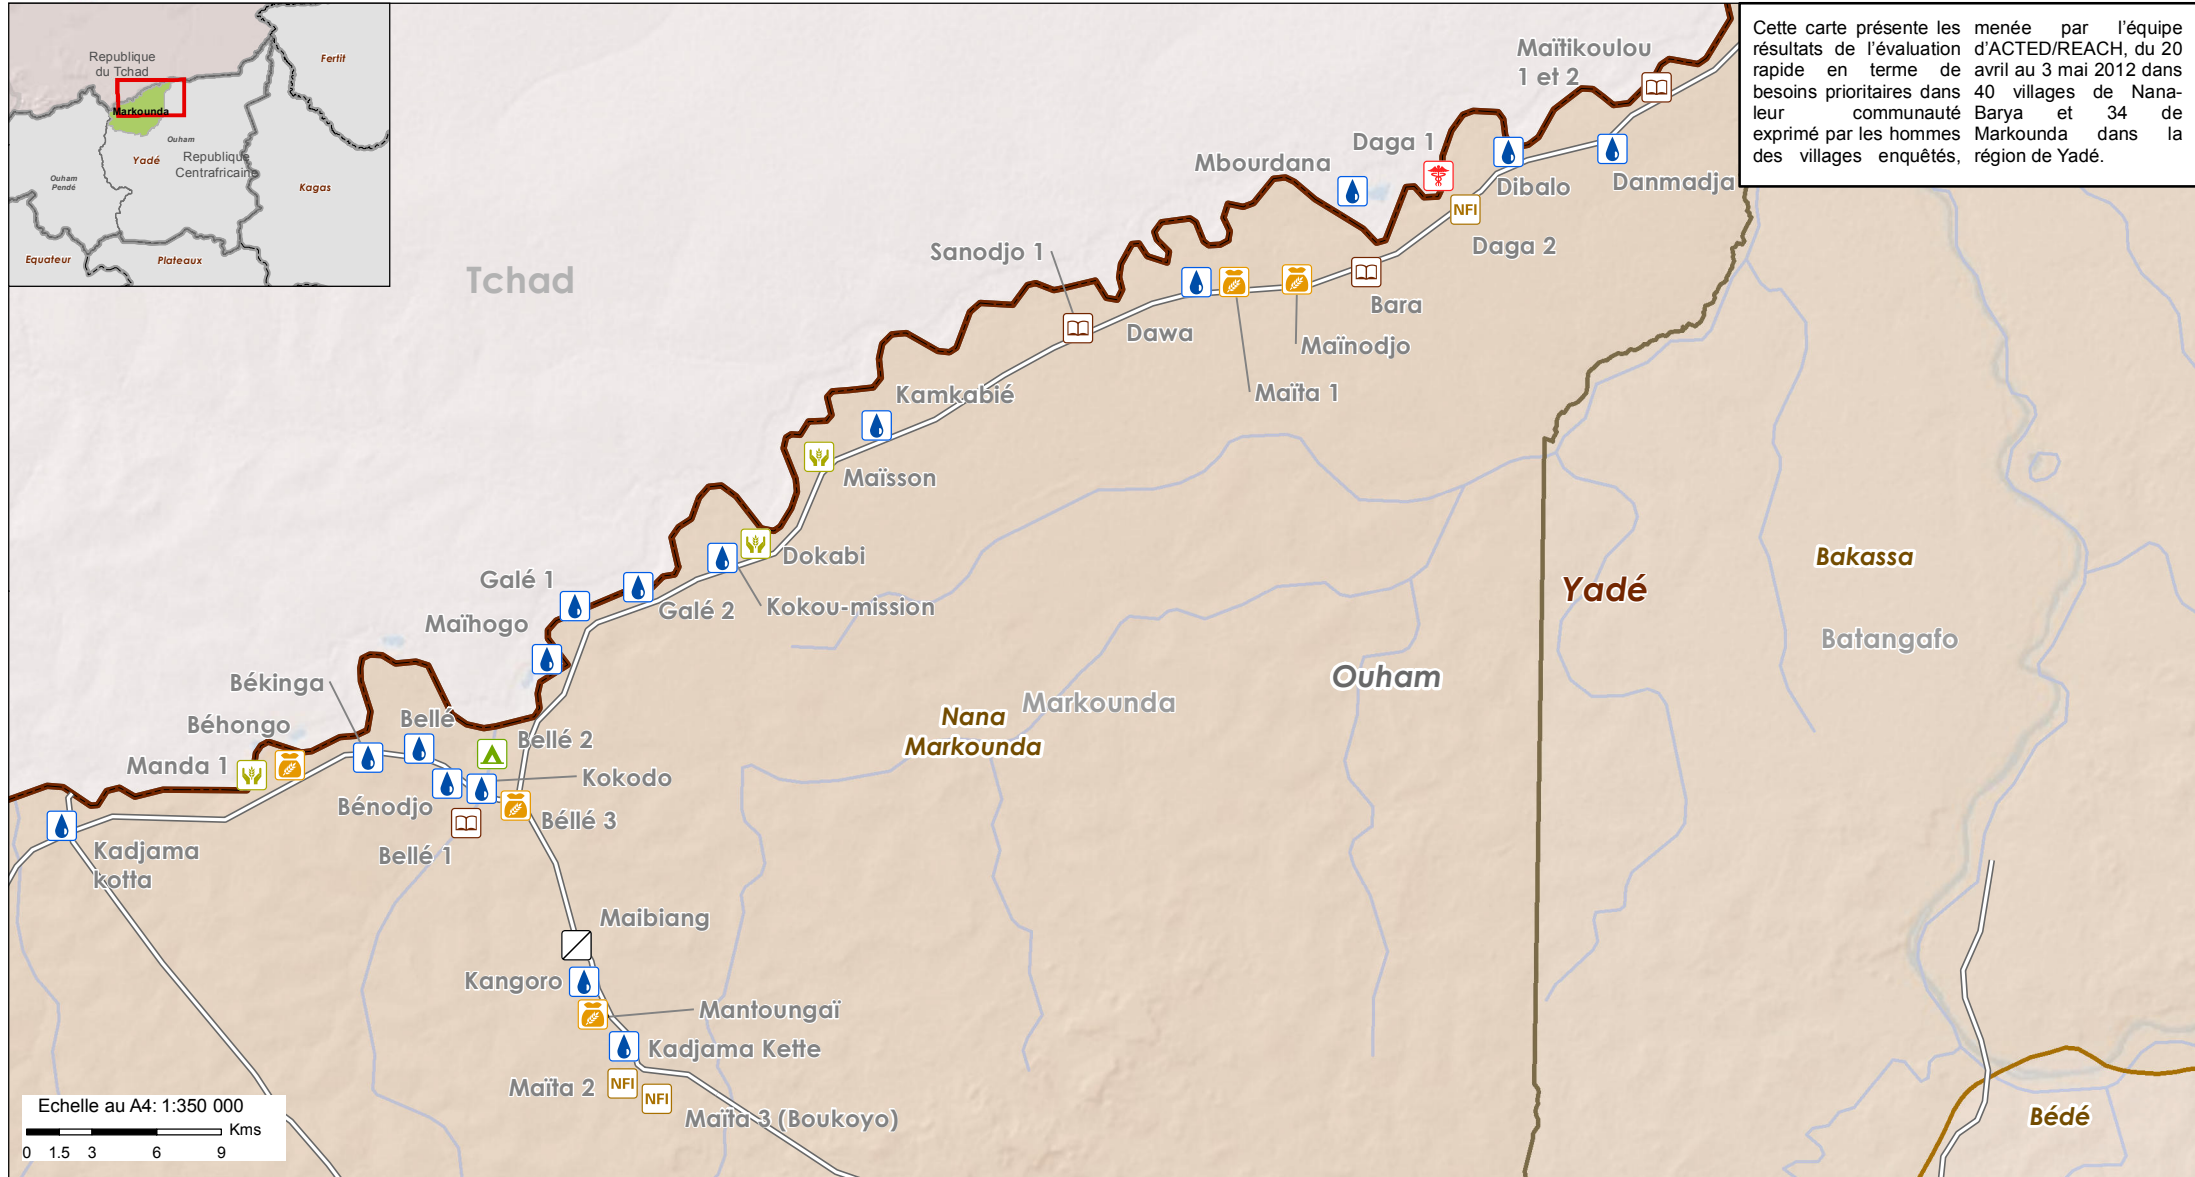 Republique
du Tchad
Fertit
Markounda
Ouham
Yadé
Republique
Centrafricaine
Ouham
Pendé
Kagas
Equateur
Plateaux
Cette carte présente les
résultats de l'évaluation
rapide en terme de
besoins prioritaires dans
leur communauté
exprimé par les hommes
des villages enquêtés,
menée par l'équipe
d'ACTED/REACH, du 20
avril au 3 mai 2012 dans
40 villages de Nana-
Barya et 34 de
Markounda dans la
région de Yadé.
Maïtikoulou
1 et 2
Daga 1
Mbourdana
Dibalo
Danmadja
NFI
Daga 2
Sanodjo 1
Tchad
Bara
Dawa
Maïnodjo
Maïta 1
Kamkabié
Maïsson
Dokabi
Bakassa
Galé 1
Yadé
Galé 2
Kokou-mission
Maïhogo
Batangafo
Ouham
Békinga
Markounda
Nana
Markounda
Béhongo
Bellé
Bellé 2
Manda 1
Kokodo
Bénodjo
Béllé 3
Kadjama
kotta
Bellé 1
Maibiang
Kangoro
Mantoungaï
Kadjama Kette
Maïta 2
NFI
NFI
Maïta 3 (Boukoyo)
Bédé
Echelle au A4: 1:350 000
Kms
0 1.5 3 6 9